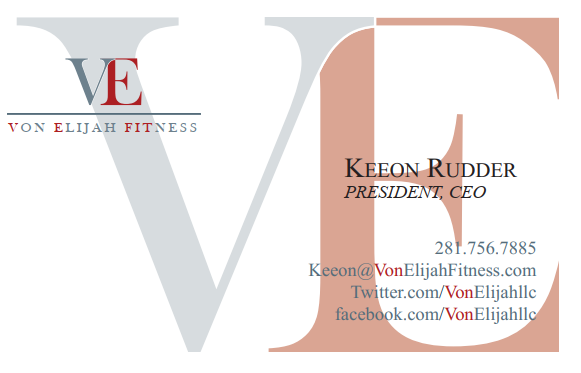 VE
VON ELIJAH FITNESS
VE
KEEON RUDDER
PRESIDENT, CEO
281.756.7885
Keeon@VonElijahFitness.com
Twitter.com/VonElijahllc
facebook.com/VonElijahllc